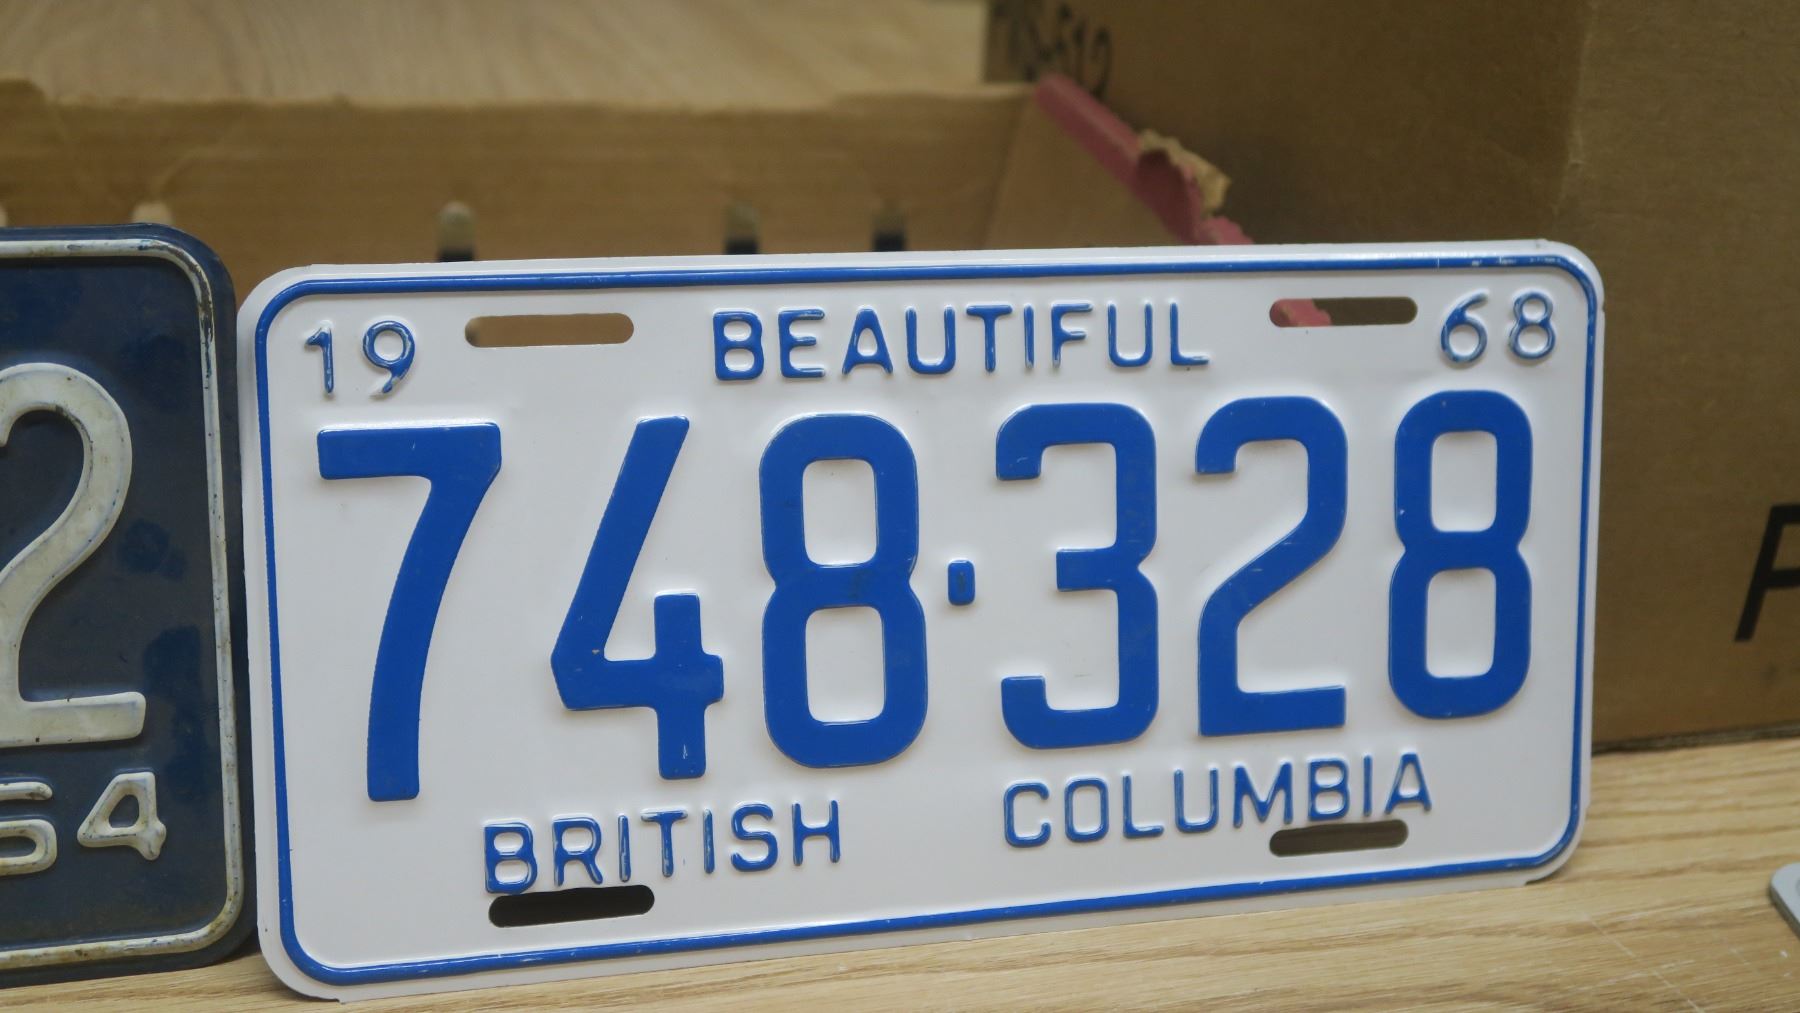 19 BEAUTIFUL 68
748·328
BRITISH COLUMBIA
2
64